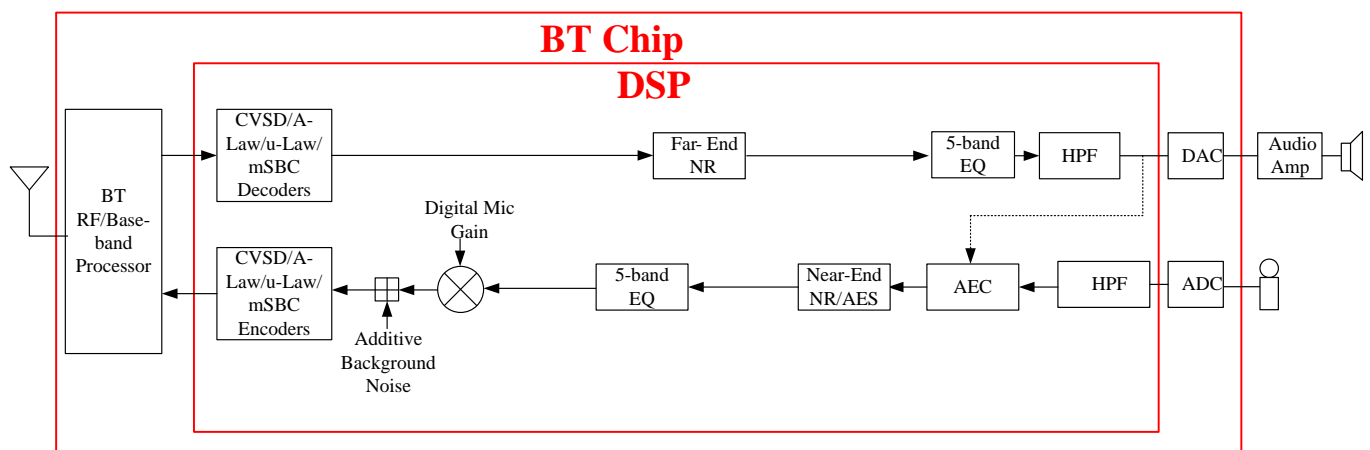 BT Chip
DSP
CVSD/A-
Law/u-Law/
mSBC
Decoders
Far- End
NR
5-band
EQ
HPF
DAC
Audio
Amp
BT
RF/Base-
band
Processor
Digital Mic
Gain
CVSD/A-
Law/u-Law/
mSBC
Encoders
5-band
EQ
Near-End
NR/AES
AEC
HPF
ADC
Additive
Background
Noise